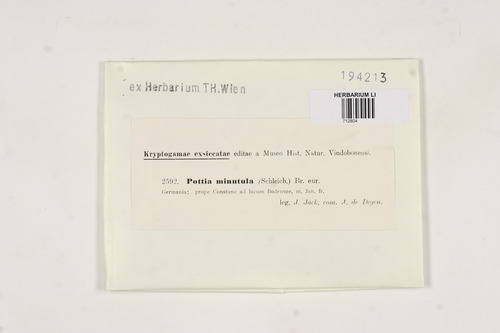 ex Herbarium TH.Wien
194213
HERBARIUM LI
712804
Kryptogamae exsiccatae editae a Museo Hist. Natur. Vindobonensi.
2592. Pottia minutula (Schleich.) Br. eur.
Germania: prope Constanz ad lacum Bodensee, m. Jan. fr.
leg. J. Jack, com. J. de Degen.